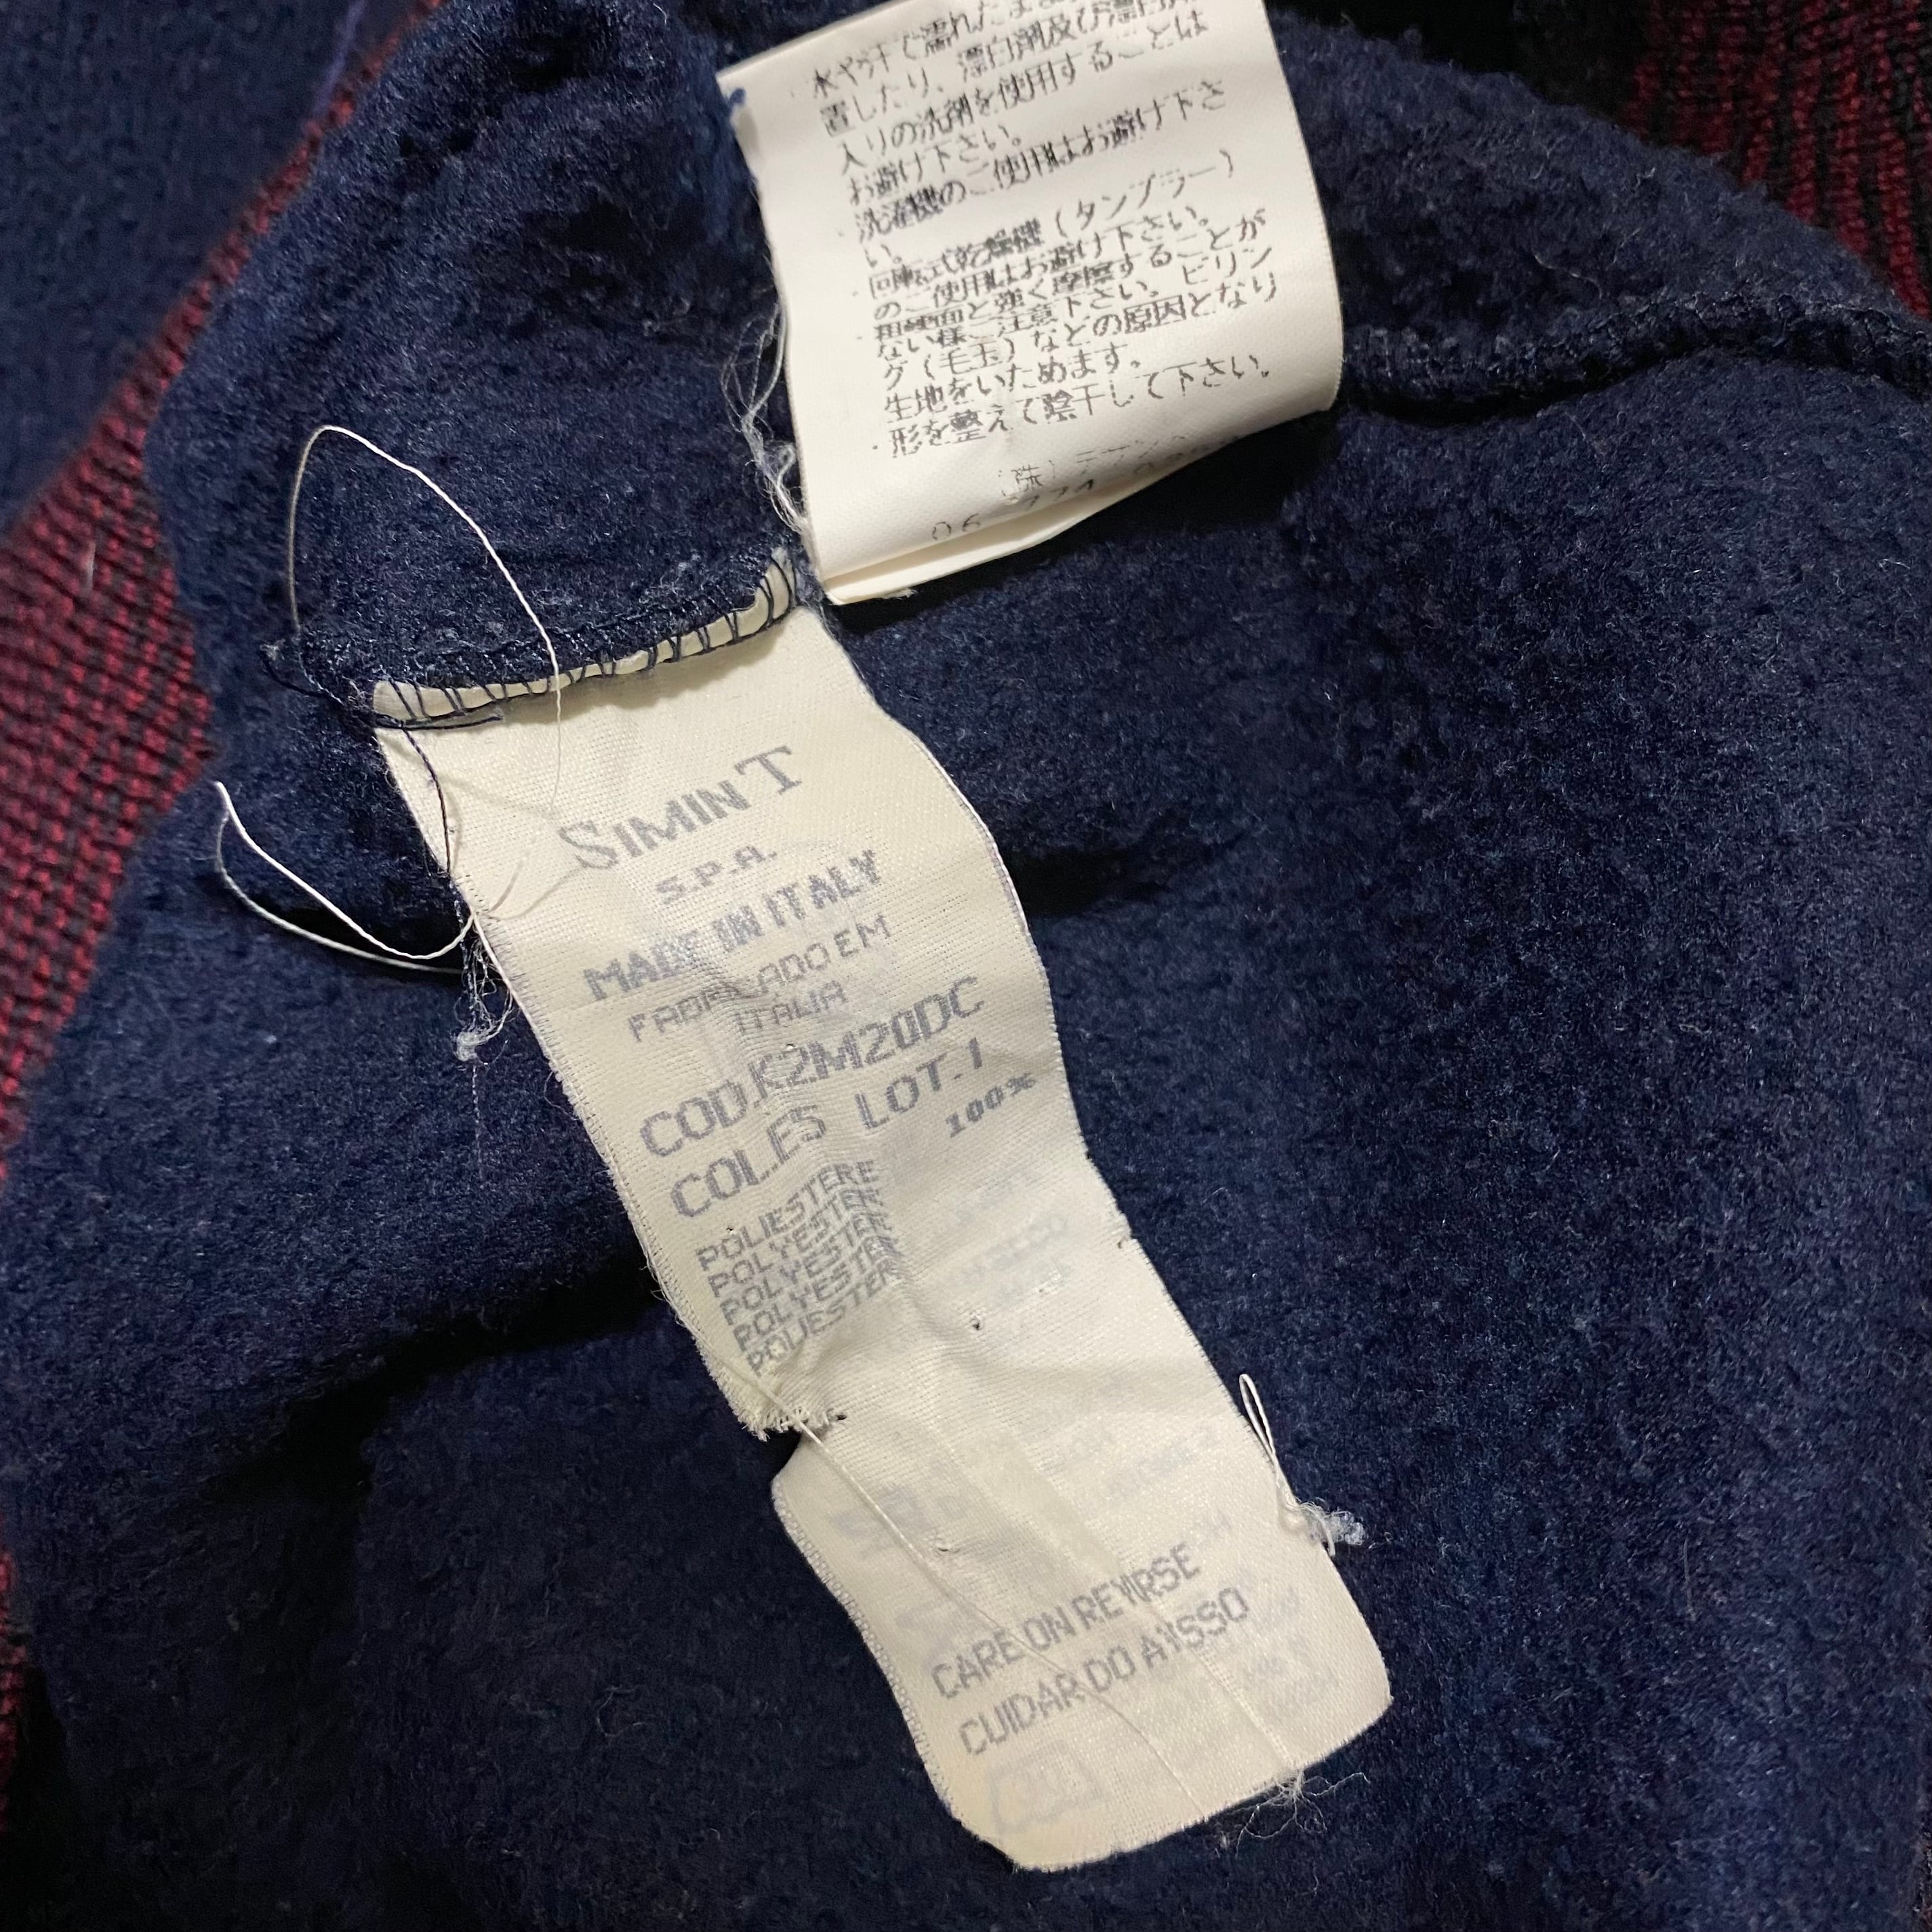 水や汗で濡れたまま
置したり、漂白剤及び漂白剤
入りの洗剤を使用することは
お避け下さい。
・洗濯機のご使用はお避け下さ
い。
・回転式乾燥機(タンブラー)
のご使用はお避け下さい。
・粗硬面と強く摩擦することが
ない様ご注意下さい。ピリン
グ(毛玉)などの原因となり
生地をいためます。
・形を整えて陰干して下さい。
(株)
06
SIMINT
S.P.A.
MADE IN ITALY
FABRICADO EM
ITALIA
COD.K2M20DC
COL.E5 LOT.1
100%
POLIESTERE
POLYESTER
POLYESTER
POLYESTER
POLIESTER
CARE ON REVERSE
CUIDAR DO AVISSO
30